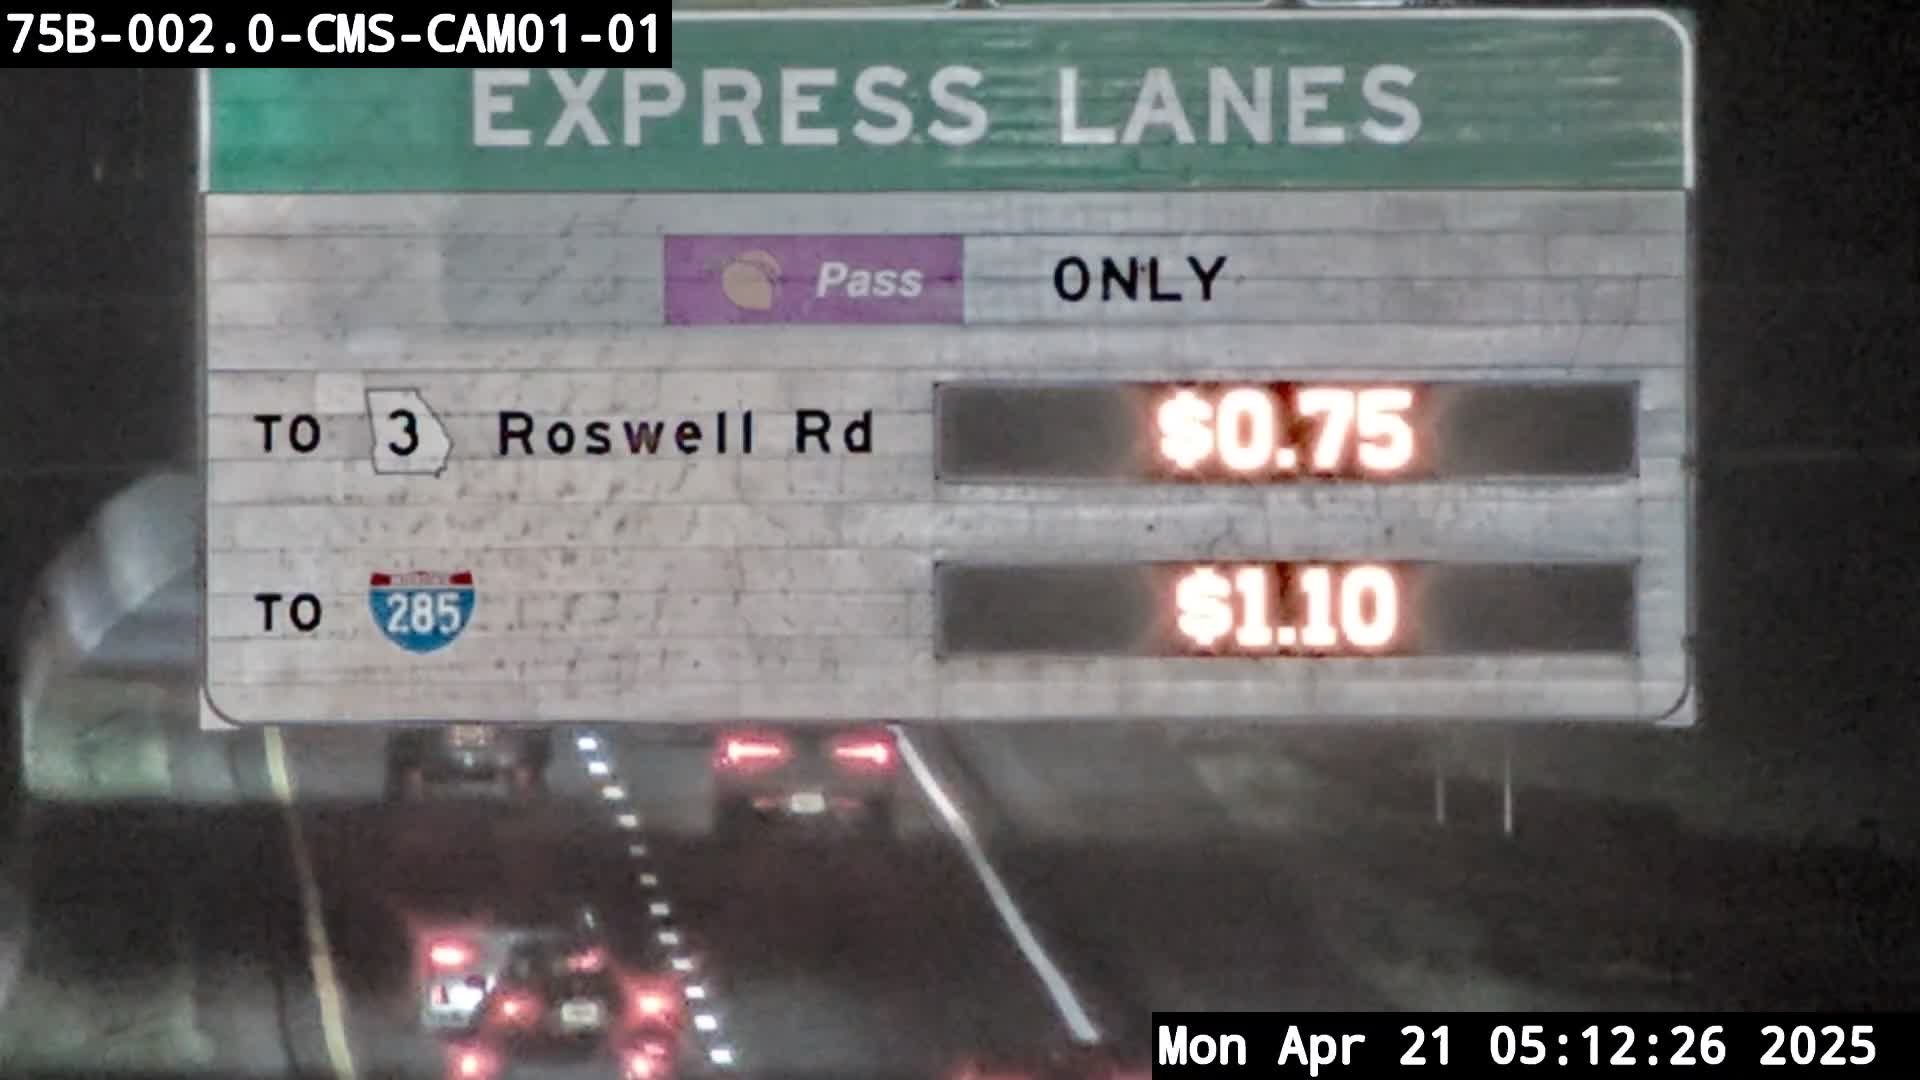 75B-002.0-CMS-CAM01-01
EXPRESS LANES
Pass ONLY
TO 3 Roswell Rd $0.75
TO 285 $1.10
Mon Apr 21 05:12:26 2025